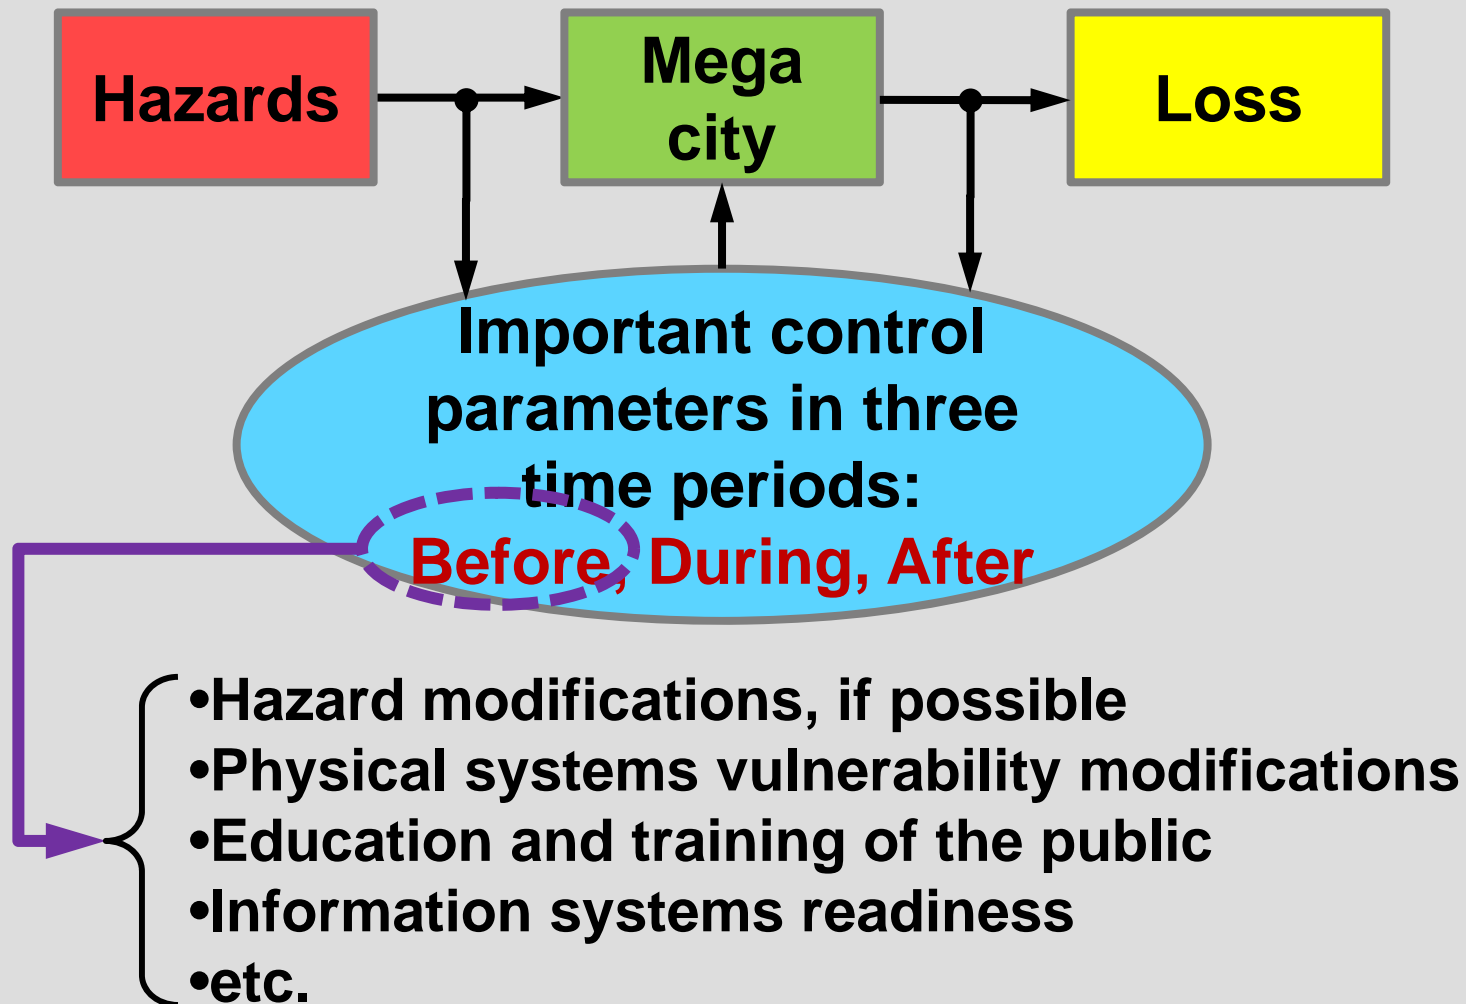 Hazards
Mega
city
Loss
Important control
parameters in three
time periods:
Before, During, After
•Hazard modifications, if possible
•Physical systems vulnerability modifications
•Education and training of the public
•Information systems readiness
•etc.